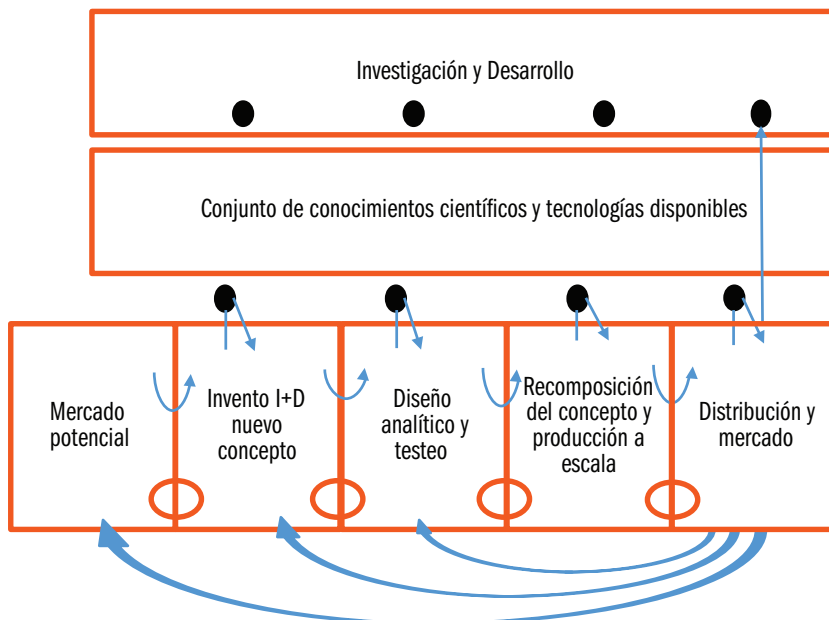 Investigación y Desarrollo
Conjunto de conocimientos científicos y tecnologías disponibles
Mercado
potencial
Invento I+D
nuevo
concepto
Diseño
analítico y
testeo
Recomposición
del concepto y
producción a
escala
Distribución y
mercado